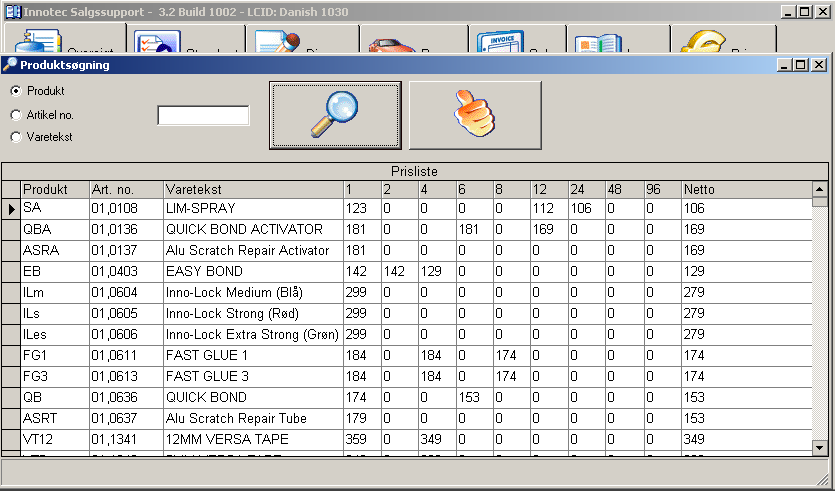 Innotec Salgssupport - 3.2 Build 1002 - LCID: Danish 1030
INVOICE
Produktsøgning
Produkt
Artikel no.
Varetekst
Prisliste
Produkt Art. no. Varetekst 1 2 4 6 8 12 24 48 96 Netto
SA 01,0108 LIM-SPRAY 123 0 0 0 0 112 106 0 0 106
QBA 01,0136 QUICK BOND ACTIVATOR 181 0 0 181 0 169 0 0 0 169
ASRA 01,0137 Alu Scratch Repair Activator 181 0 0 0 0 0 0 0 0 169
EB 01,0403 EASY BOND 142 142 129 0 0 0 0 0 0 129
ILm 01,0604 Inno-Lock Medium (Blå) 299 0 0 0 0 0 0 0 0 279
ILs 01,0605 Inno-Lock Strong (Rød) 299 0 0 0 0 0 0 0 0 279
ILes 01,0606 Inno-Lock Extra Strong (Grøn) 299 0 0 0 0 0 0 0 0 279
FG1 01,0611 FAST GLUE 1 184 0 184 0 174 0 0 0 0 174
FG3 01,0613 FAST GLUE 3 184 0 184 0 174 0 0 0 0 174
QB 01,0636 QUICK BOND 174 0 0 153 0 0 0 0 0 153
ASRT 01,0637 Alu Scratch Repair Tube 179 0 0 0 0 0 0 0 0 153
VT12 01,1341 12MM VERSA TAPE 359 0 349 0 0 0 0 0 0 349